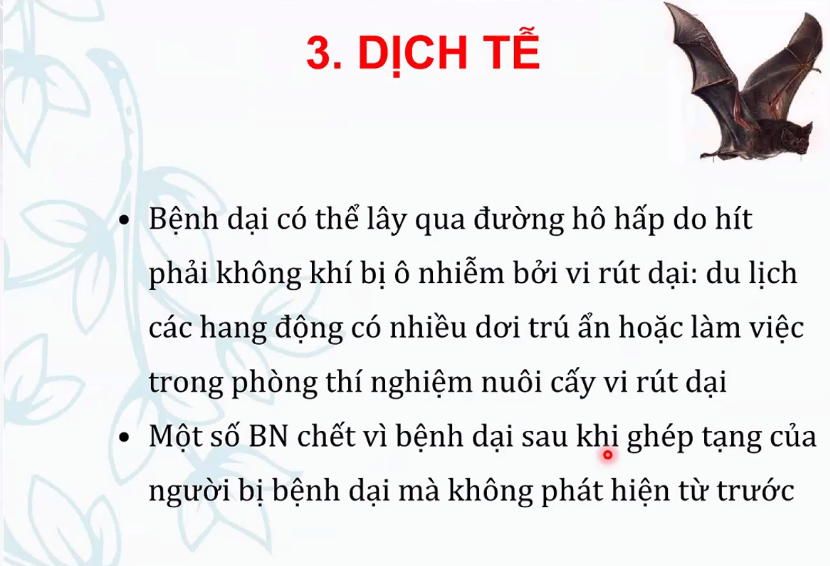 3. DỊCH TỄ
• Bệnh dại có thể lây qua đường hô hấp do hít
phải không khí bị ô nhiễm bởi vi rút dại: du lịch
các hang động có nhiều dơi trú ẩn hoặc làm việc
trong phòng thí nghiệm nuôi cấy vi rút dại
• Một số BN chết vì bệnh dại sau khi ghép tạng của
người bị bệnh dại mà không phát hiện từ trước